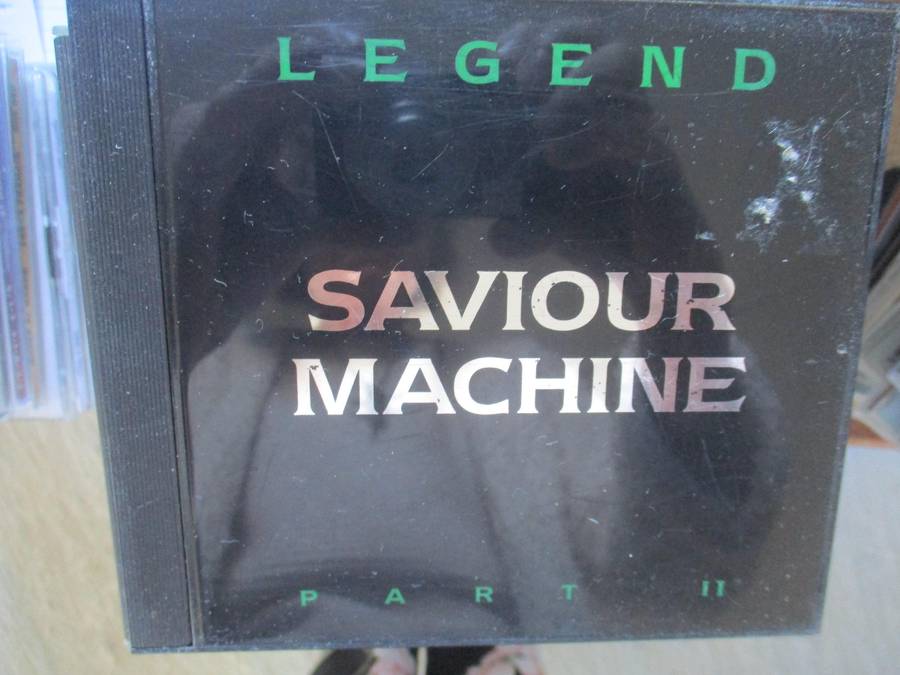 LEGEND
SAVIOUR
MACHINE
PART II